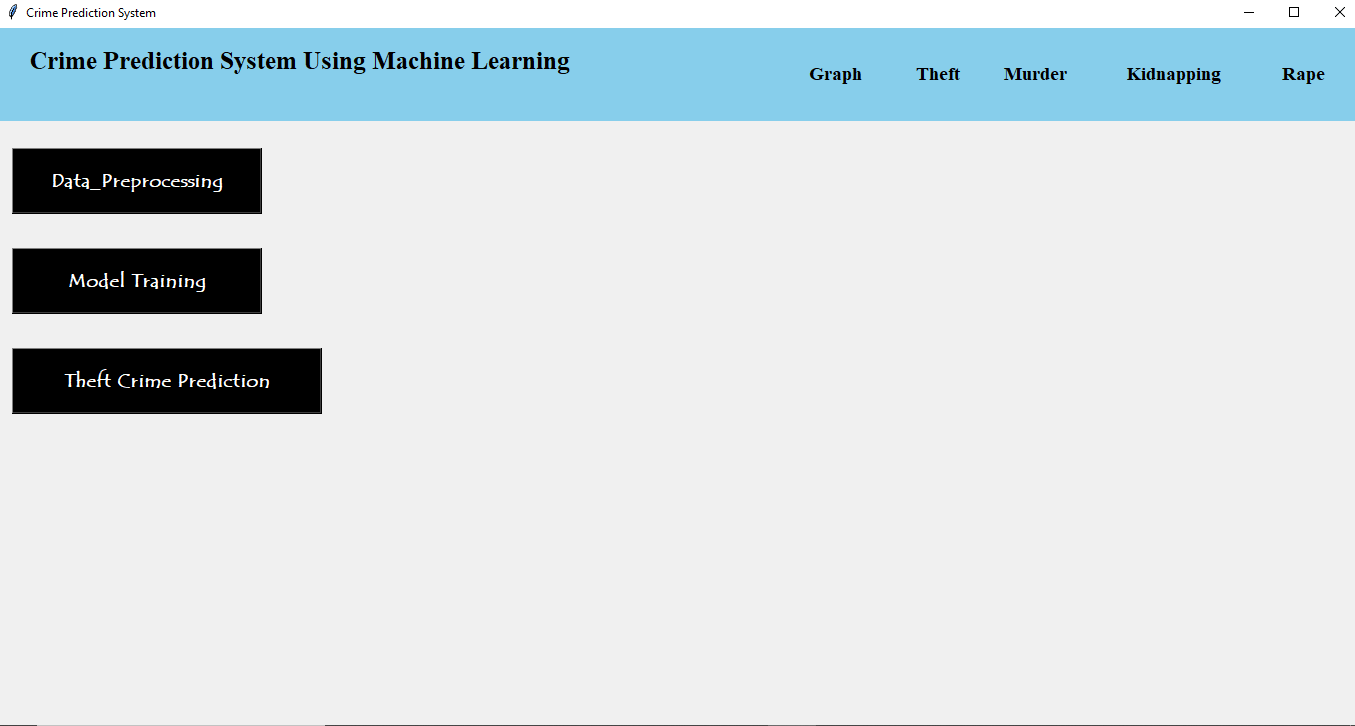 Crime Prediction System
Crime Prediction System Using Machine Learning
Graph Theft Murder Kidnapping Rape
Data_Preprocessing
Model Training
Theft Crime Prediction